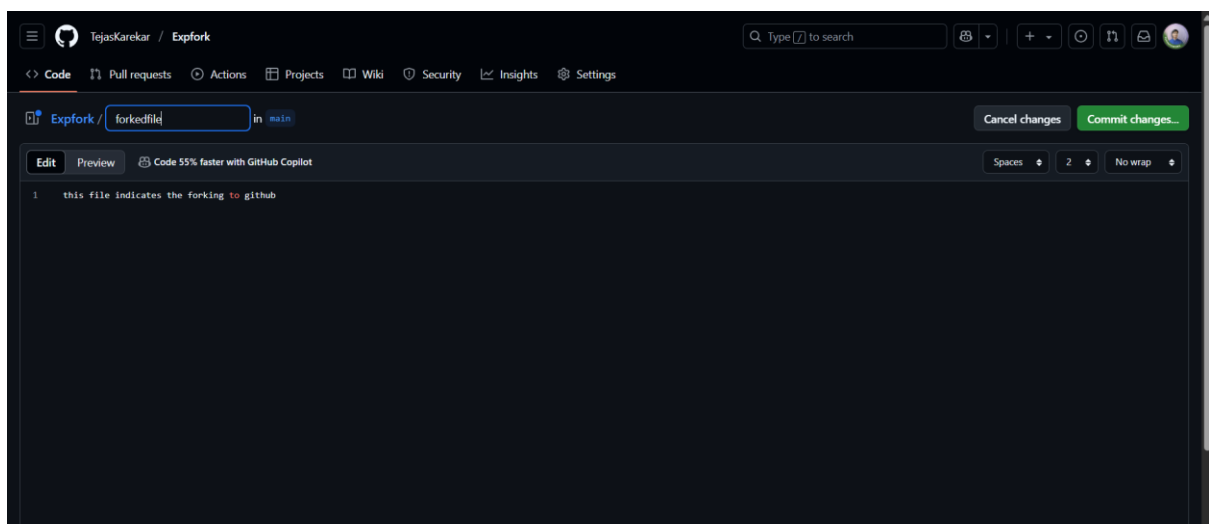 TejasKarekar / Expfork
Type / to search
Code Pull requests Actions Projects Wiki Security Insights Settings
Expfork / forkedfile in main
Cancel changes Commit changes...
Edit Preview Code 55% faster with GitHub Copilot
Spaces 2 No wrap
1 this file indicates the forking to github